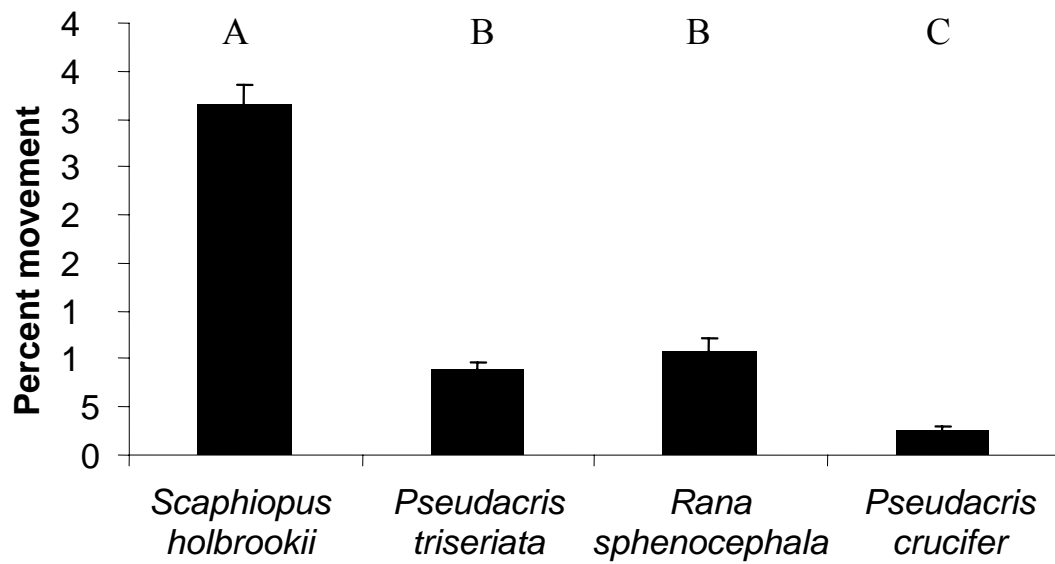 A B B C
Percent movement
4
4
3
3
2
2
1
1
5
0
Scaphiopus holbrookii
Pseudacris triseriata
Rana sphenocephala
Pseudacris crucifer